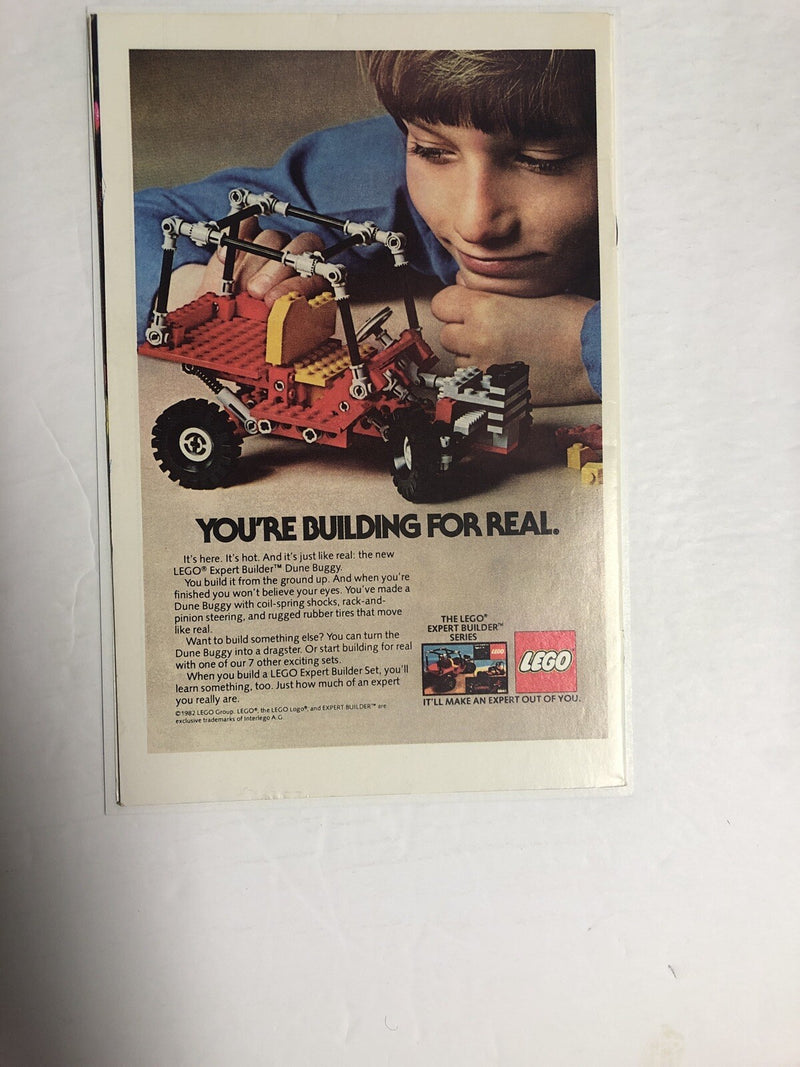 YOU'RE BUILDING FOR REAL.
It's here. It's hot. And it's just like real: the new
LEGO® Expert Builder™ Dune Buggy.
You build it from the ground up. And when you're
finished you won't believe your eyes. You've made a
Dune Buggy with coil-spring shocks, rack-and-
pinion steering, and rugged rubber tires that move
like real.
Want to build something else? You can turn the
Dune Buggy into a dragster. Or start building for real
with one of our 7 other exciting sets.
When you build a LEGO Expert Builder Set, you'll
learn something, too. Just how much of an expert
you really are.
©1982 LEGO Group. LEGO®, the LEGO Logo®, and EXPERT BUILDER™ are
exclusive trademarks of Interlego A.G.
THE LEGO®
EXPERT BUILDER™
SERIES
LEGO
LEGO
IT'LL MAKE AN EXPERT OUT OF YOU.